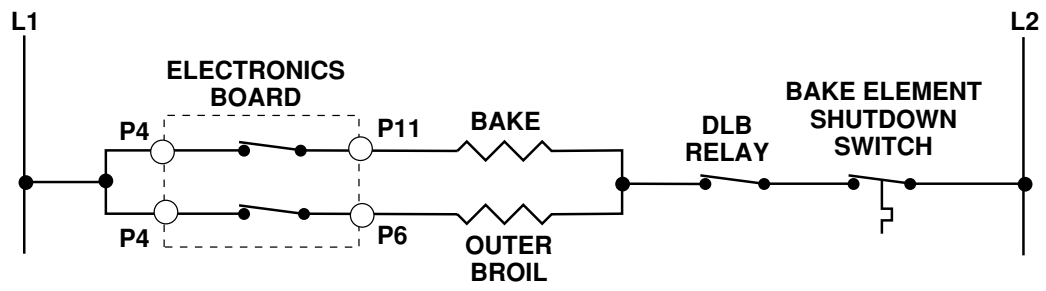 L1
L2
ELECTRONICS
BOARD
BAKE ELEMENT
SHUTDOWN
SWITCH
P4
P11
BAKE
DLB
RELAY
P4
P6
OUTER
BROIL